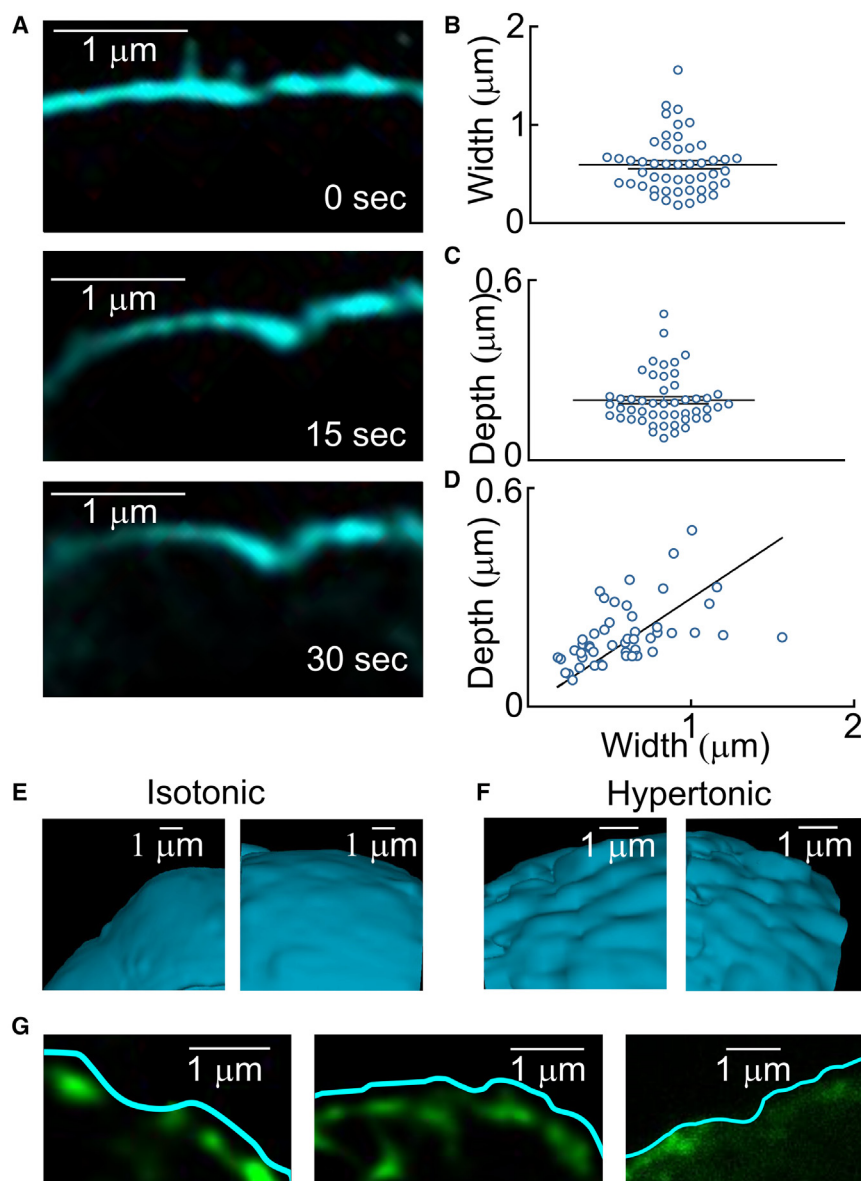 A
1 μm
0 sec
1 μm
15 sec
1 μm
30 sec
B
2
Width (μm)
1
0
C
0.6
Depth (μm)
0
D
0.6
Depth (μm)
0
1
2
Width (μm)
E
Isotonic
1 μm
1 μm
F
Hypertonic
1 μm
1 μm
G
1 μm
1 μm
1 μm